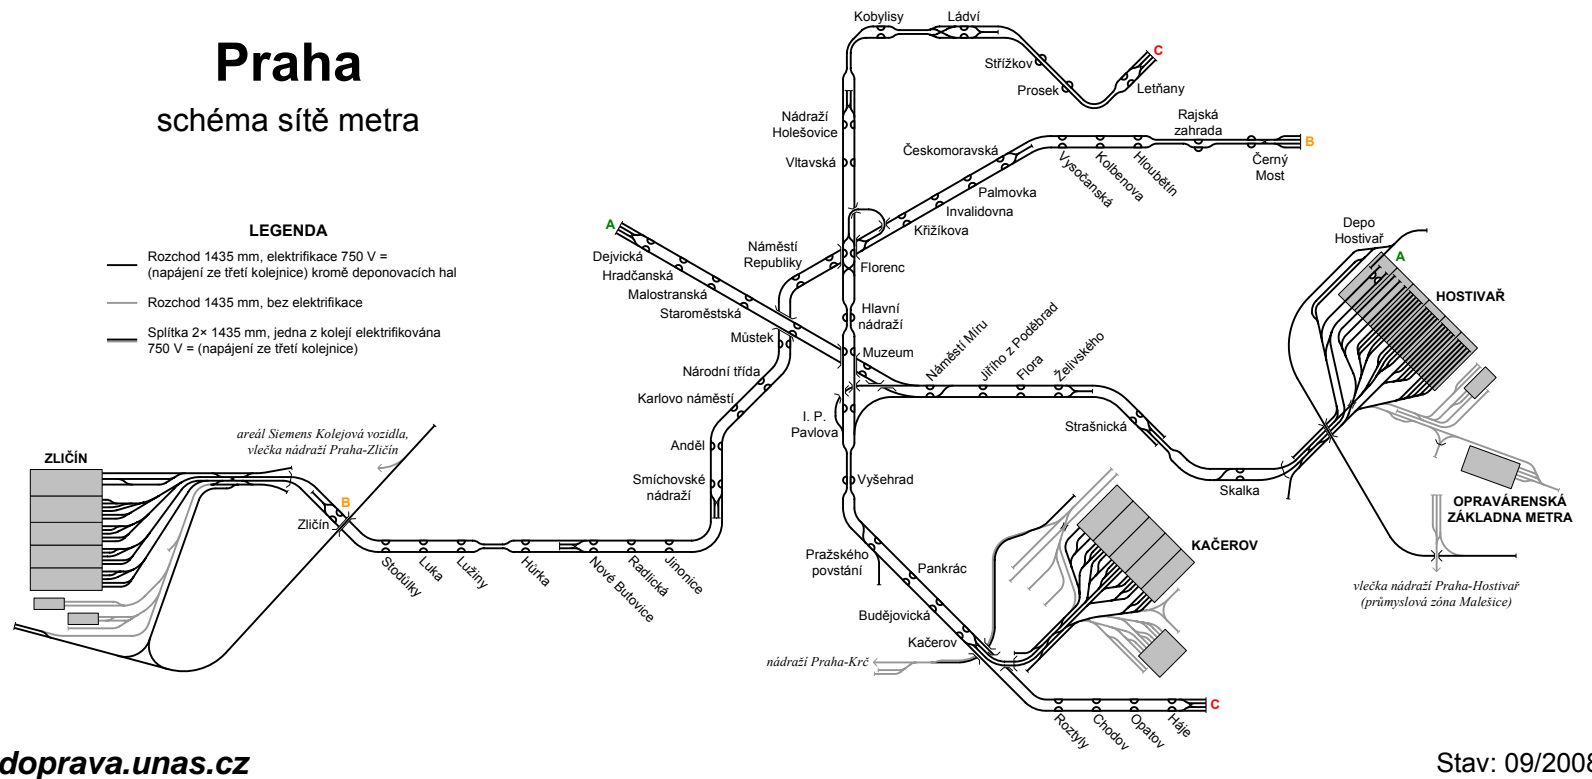 Praha
schéma sítě metra
LEGENDA
Rozchod 1435 mm, elektrifikace 750 V =
(napájení ze třetí kolejnice) kromě deponovacích hal
Rozchod 1435 mm, bez elektrifikace
Splítka 2× 1435 mm, jedna z kolejí elektrifikována
750 V = (napájení ze třetí kolejnice)
Kobylisy
Ládví
Střížkov
Prosek
C
Letňany
Nádraží
Holešovice
Vltavská
Českomoravská
Palmovka
Invalidovna
Křižíkova
Vysočanská
Kolbenova
Hloubětín
Rajská
zahrada
Černý
Most
B
A
Dejvická
Hradčanská
Malostranská
Staroměstská
Můstek
Náměstí
Republiky
Florenc
Hlavní
nádraží
Muzeum
Národní třída
Karlovo náměstí
Anděl
Smíchovské
nádraží
I. P.
Pavlova
Vyšehrad
Náměstí Míru
Jiřího z Poděbrad
Flora
Želivského
Strašnická
Skalka
Depo
Hostivař
A
HOSTIVAŘ
OPRAVÁRENSKÁ
ZÁKLADNA METRA
vlečka nádraží Praha-Hostivař
(průmyslová zóna Malešice)
areál Siemens Kolejová vozidla,
vlečka nádraží Praha-Zličín
ZLIČÍN
B
Zličín
Stodůlky
Luka
Lužiny
Hůrka
Nové Butovice
Radlická
Jinonice
Pražského
povstání
Pankrác
Budějovická
Kačerov
KAČEROV
nádraží Praha-Krč
Roztyly
Chodov
Opatov
Háje
C
doprava.unas.cz
Stav: 09/2008